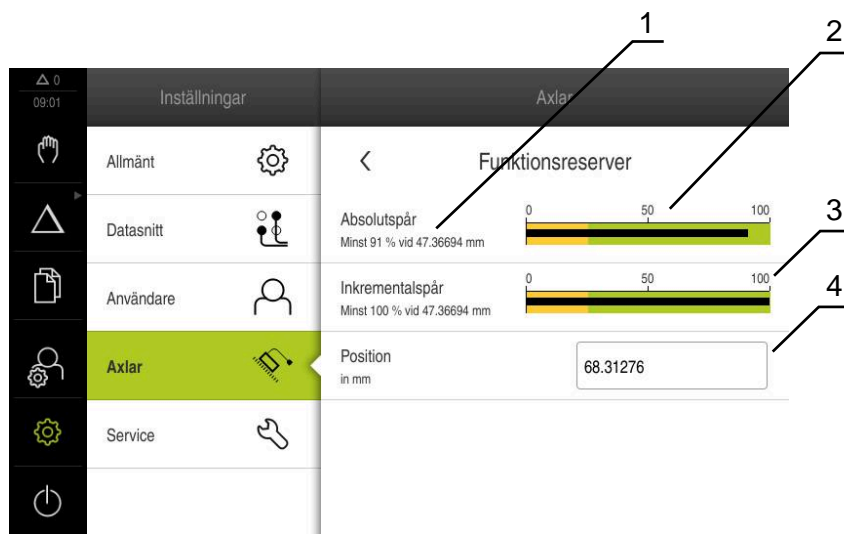 1
2
0
09:01
Inställningar
Axlar
Allmänt
Funktionsreserver
Datasnitt
Absolutspår
Minst 91 % vid 47.36694 mm
0 50 100
3
Användare
Inkrementalspår
Minst 100 % vid 47.36694 mm
0 50 100
4
Axlar
Position
in mm
68.31276
Service